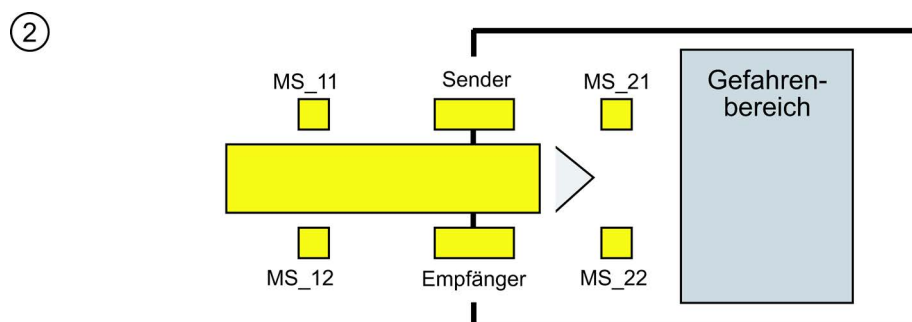 2
MS_11
Sender
MS_21
Gefahren-
bereich
MS_12
Empfänger
MS_22